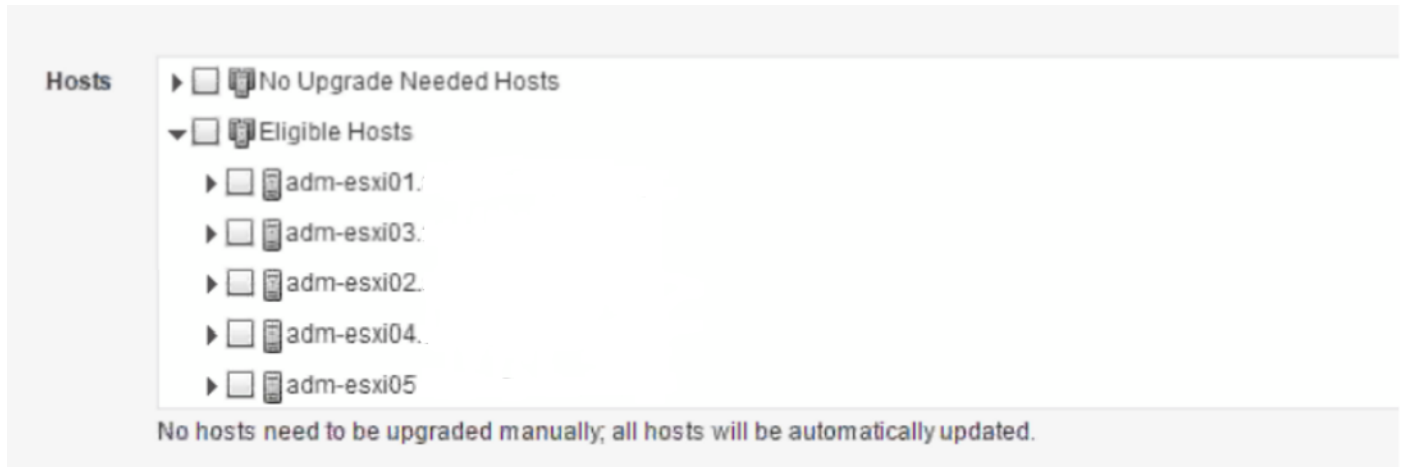 Hosts
No Upgrade Needed Hosts
Eligible Hosts
adm-esxi01.
adm-esxi03.
adm-esxi02.
adm-esxi04.
adm-esxi05
No hosts need to be upgraded manually; all hosts will be automatically updated.